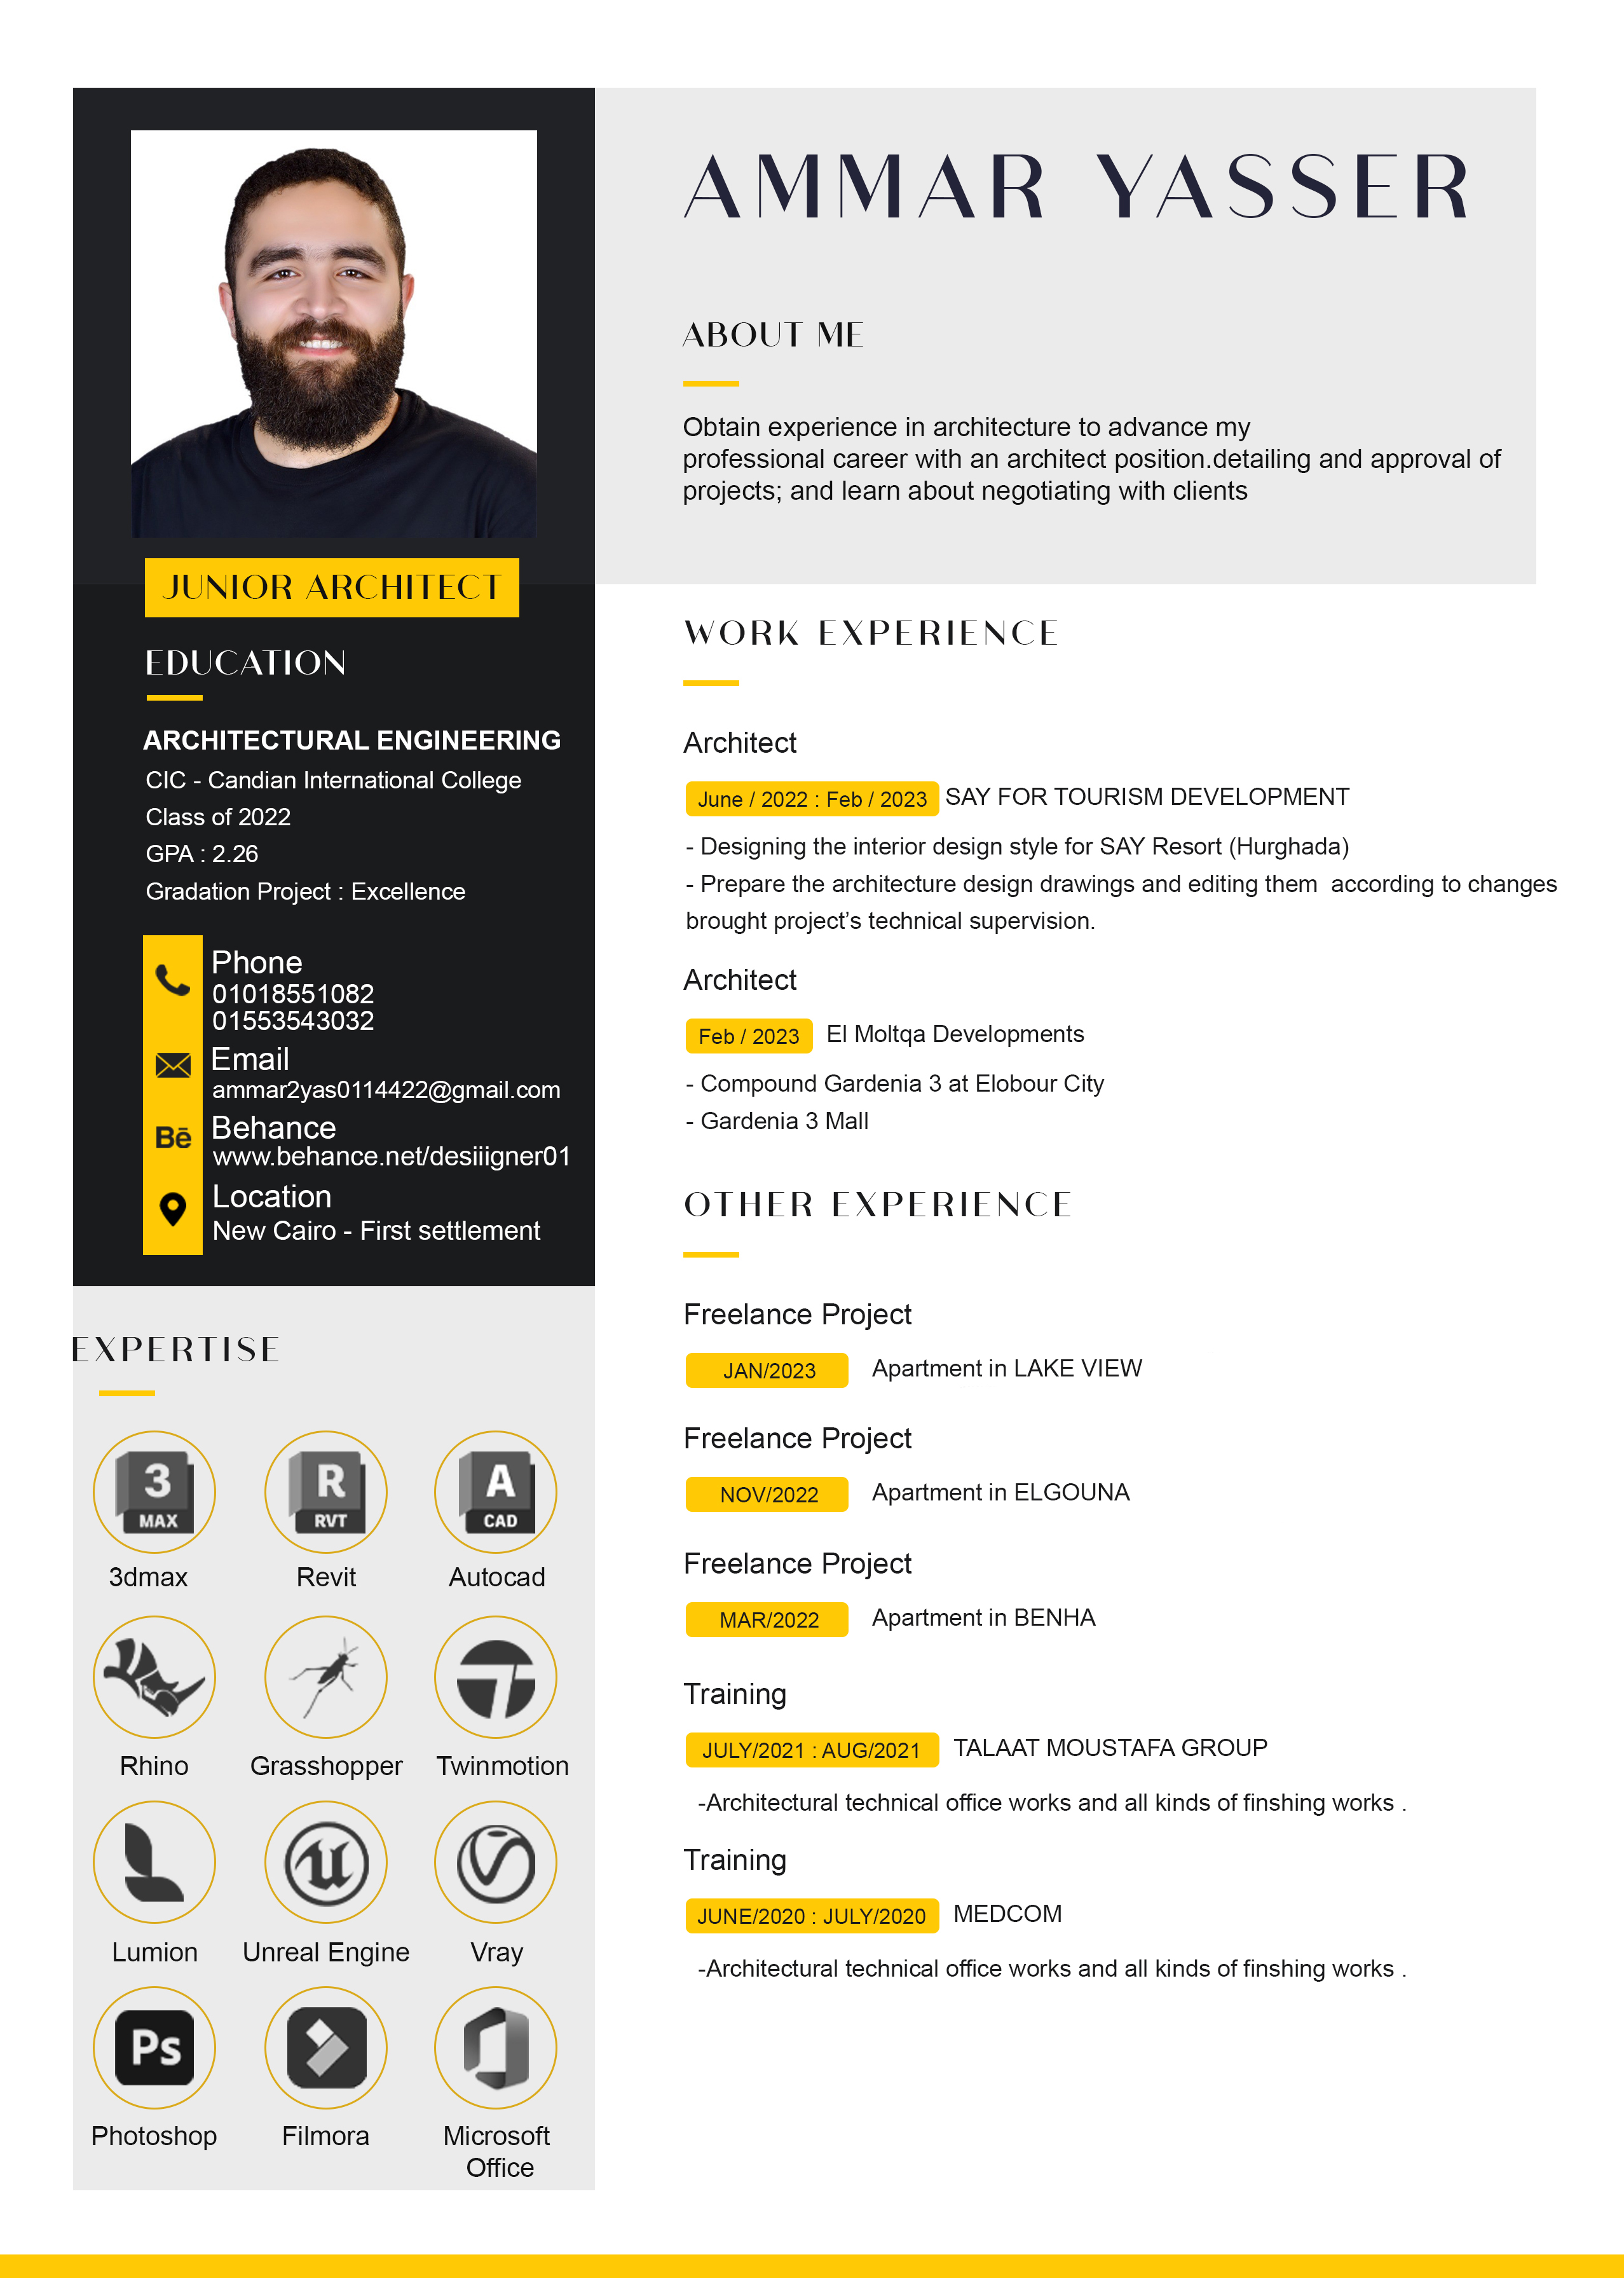 AMMAR YASSER
ABOUT ME
Obtain experience in architecture to advance my
professional career with an architect position.detailing and approval of
projects; and learn about negotiating with clients
JUNIOR ARCHITECT
EDUCATION
ARCHITECTURAL ENGINEERING
CIC - Candian International College
Class of 2022
GPA : 2.26
Gradation Project : Excellence
Phone
01018551082
01553543032
Email
ammar2yas0114422@gmail.com
Bē
Behance
www.behance.net/desiiigner01
Location
New Cairo - First settlement
EXPERTISE
3 MAX
R RVT
A CAD
3dmax
Revit
Autocad
Rhino
Grasshopper
Twinmotion
Lumion
Unreal Engine
Vray
Ps
Photoshop
Filmora
Microsoft
Office
WORK EXPERIENCE
Architect
June / 2022 : Feb / 2023 SAY FOR TOURISM DEVELOPMENT
- Designing the interior design style for SAY Resort (Hurghada)
- Prepare the architecture design drawings and editing them  according to changes
brought project’s technical supervision.
Architect
Feb / 2023 El Moltqa Developments
- Compound Gardenia 3 at Elobour City
- Gardenia 3 Mall
OTHER EXPERIENCE
Freelance Project
JAN/2023 Apartment in LAKE VIEW
Freelance Project
NOV/2022 Apartment in ELGOUNA
Freelance Project
MAR/2022 Apartment in BENHA
Training
JULY/2021 : AUG/2021 TALAAT MOUSTAFA GROUP
-Architectural technical office works and all kinds of finshing works .
Training
JUNE/2020 : JULY/2020 MEDCOM
-Architectural technical office works and all kinds of finshing works .